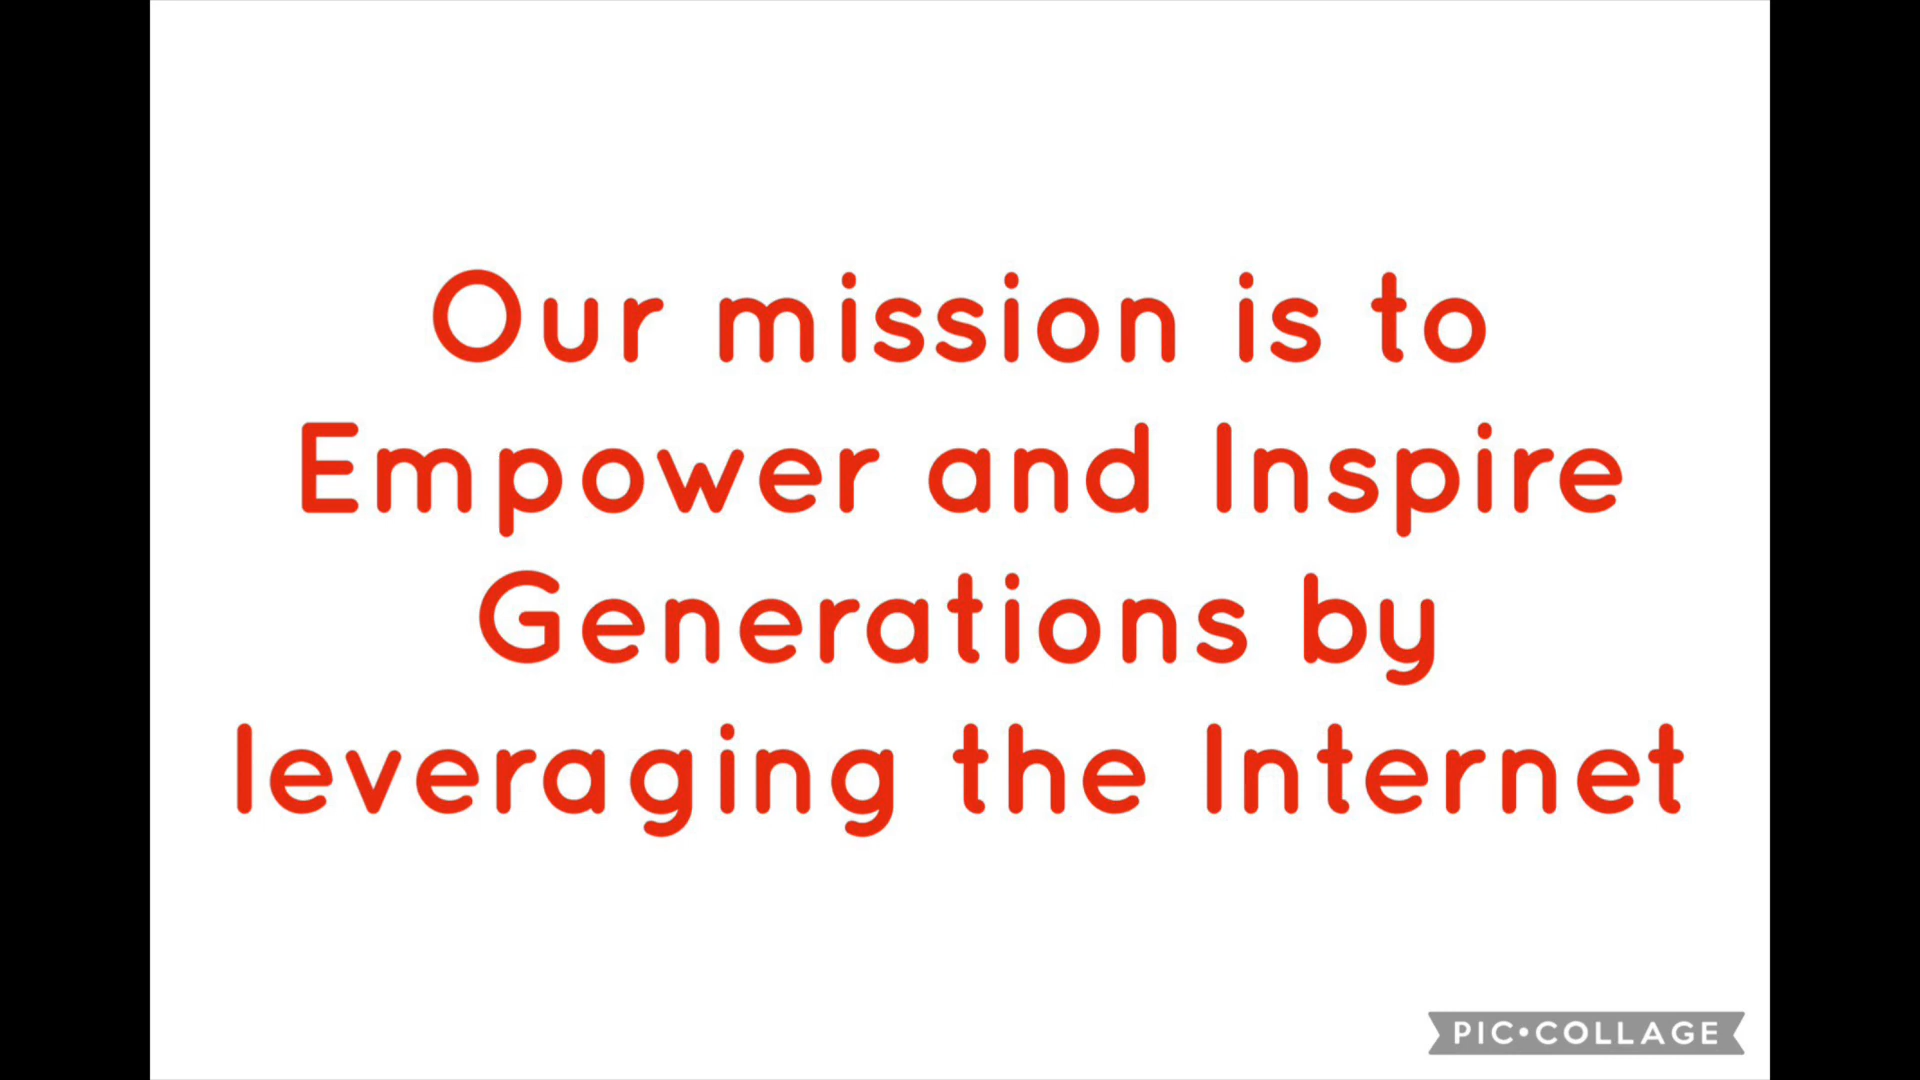 Our mission is to
Empower and Inspire
Generations by
leveraging the Internet
PIC•COLLAGE